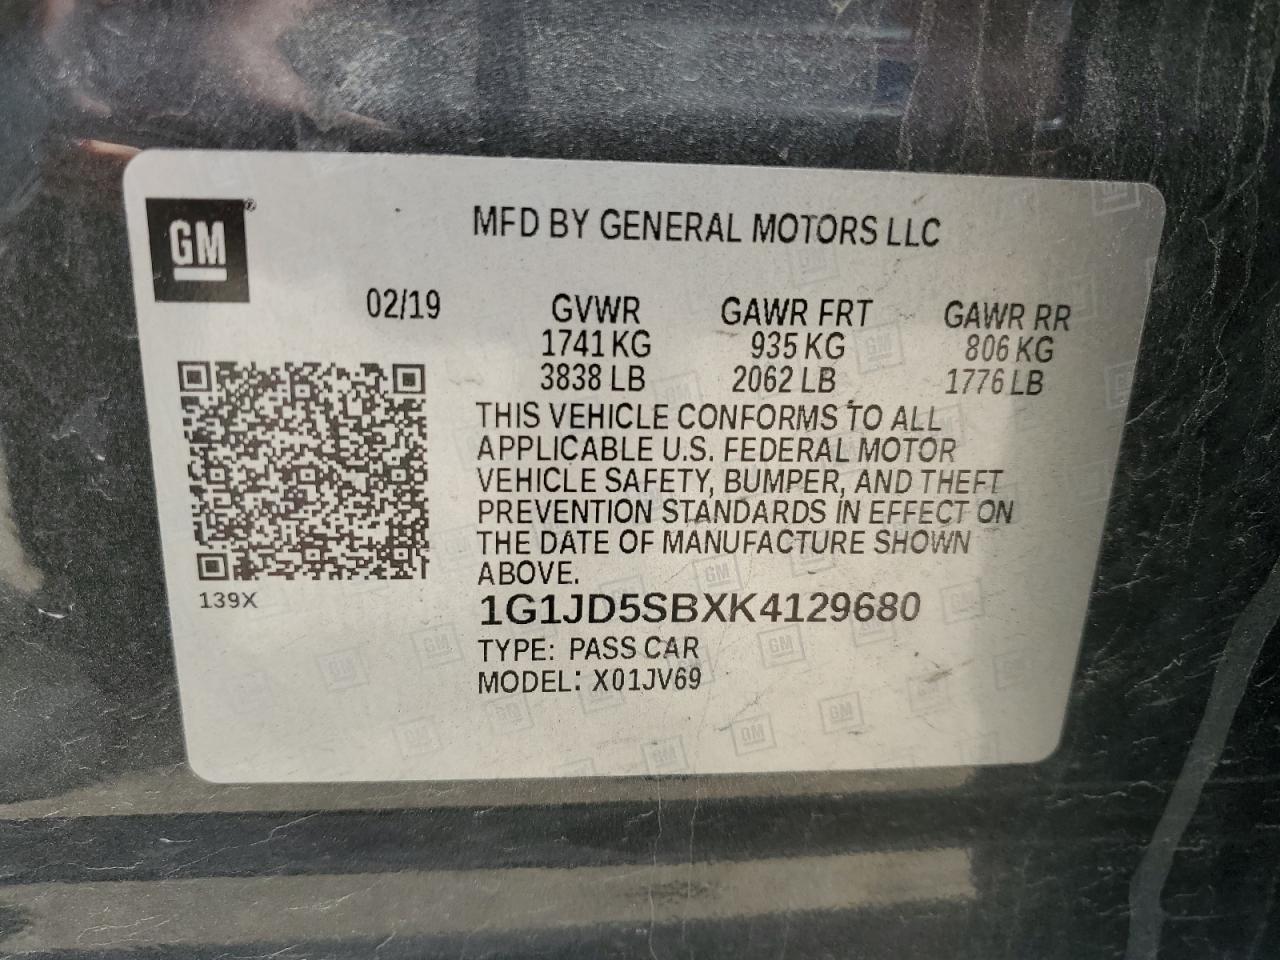 GM®
MFD BY GENERAL MOTORS LLC
02/19
GVWR
1741 KG
3838 LB
GAWR FRT
935 KG
2062 LB
GAWR RR
806 KG
1776 LB
THIS VEHICLE CONFORMS TO ALL
APPLICABLE U.S. FEDERAL MOTOR
VEHICLE SAFETY, BUMPER, AND THEFT
PREVENTION STANDARDS IN EFFECT ON
THE DATE OF MANUFACTURE SHOWN
ABOVE.
139X
1G1JD5SBXK4129680
TYPE: PASS CAR
MODEL: X01JV69